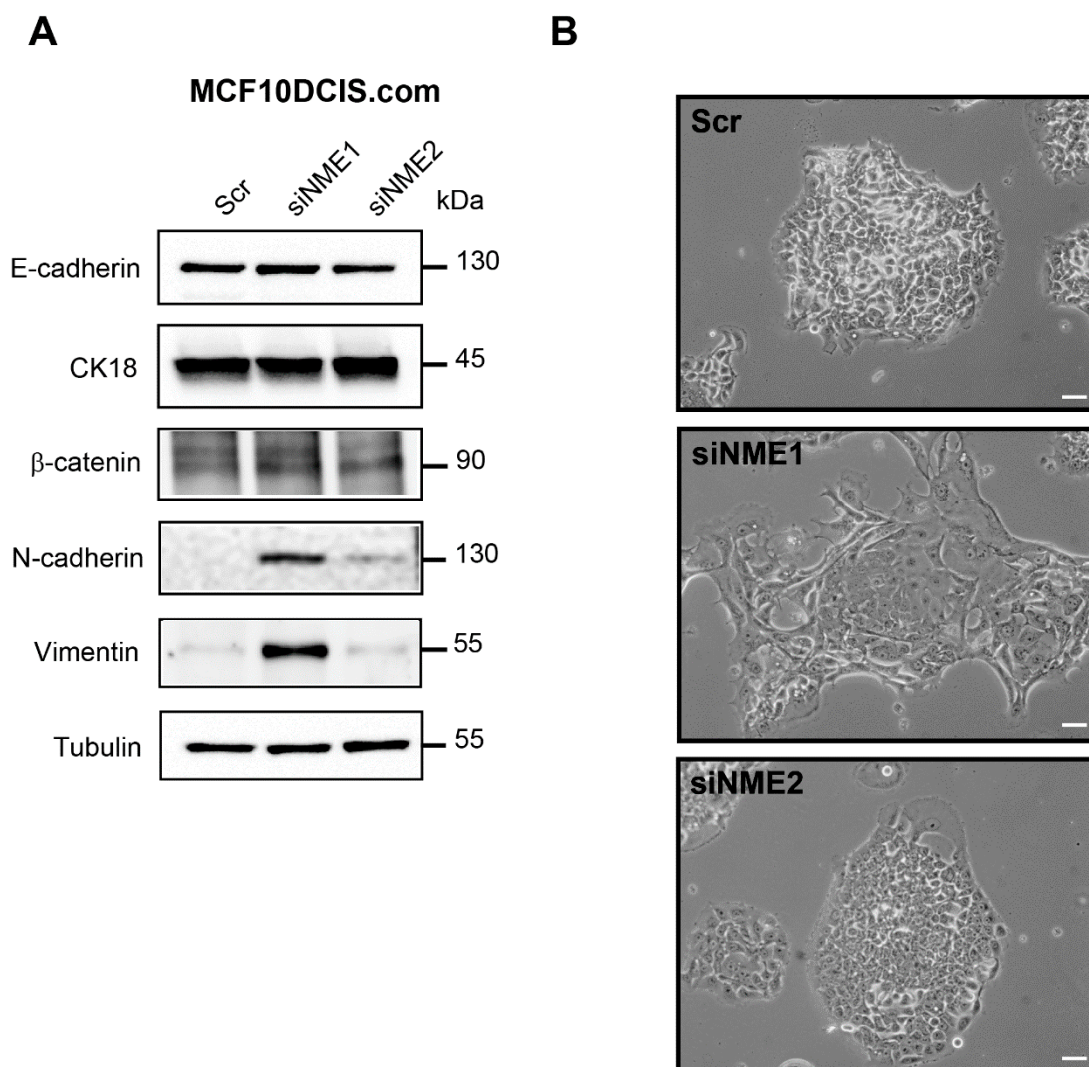 A
B
MCF10DCIS.com
Scr siNME1 siNME2 kDa
E-cadherin 130
CK18 45
β-catenin 90
N-cadherin 130
Vimentin 55
Tubulin 55
Scr
siNME1
siNME2